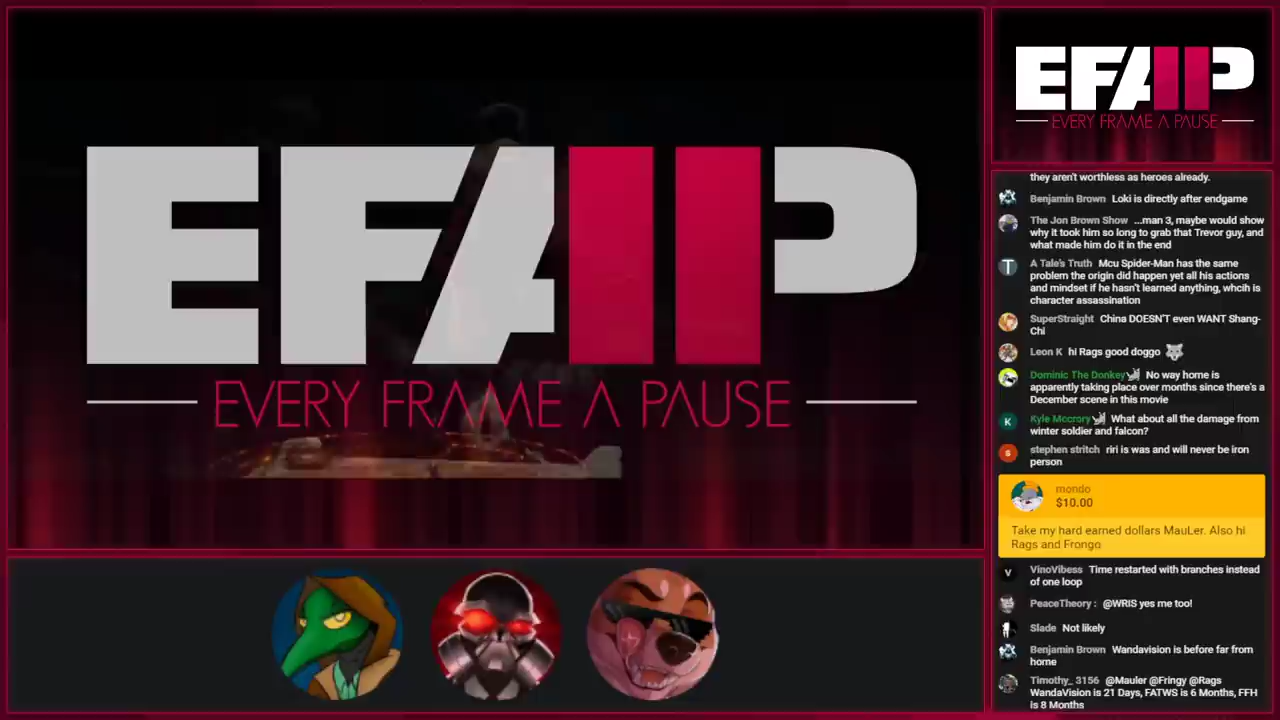 EFAP
EVERY FRAME A PAUSE
EFAP
EVERY FRAME A PAUSE
they aren't worthless as heroes already.
Benjamin Brown Loki is directly after endgame
The Jon Brown Show ...man 3, maybe would show
why it took him so long to grab that Trevor guy, and
what made him do it in the end
T
A Tale's Truth Mcu Spider-Man has the same
problem the origin did happen yet all his actions
and mindset if he hasn't learned anything, whcih is
character assassination
SuperStraight China DOESN'T even WANT Shang-
Chi
Leon K hi Rags good doggo
Dominic The Donkey No way home is
apparently taking place over months since there's a
December scene in this movie
K
Kyle Mccrory What about all the damage from
winter soldier and falcon?
s
stephen stritch riri is was and will never be iron
person
mondo
$10.00
Take my hard earned dollars MauLer. Also hi
Rags and Frongo
V
VinoVibess Time restarted with branches instead
of one loop
PeaceTheory : @WRIS yes me too!
Slade Not likely
Benjamin Brown Wandavision is before far from
home
Timothy_ 3156 @Mauler @Fringy @Rags
WandaVision is 21 Days, FATWS is 6 Months, FFH
is 8 Months